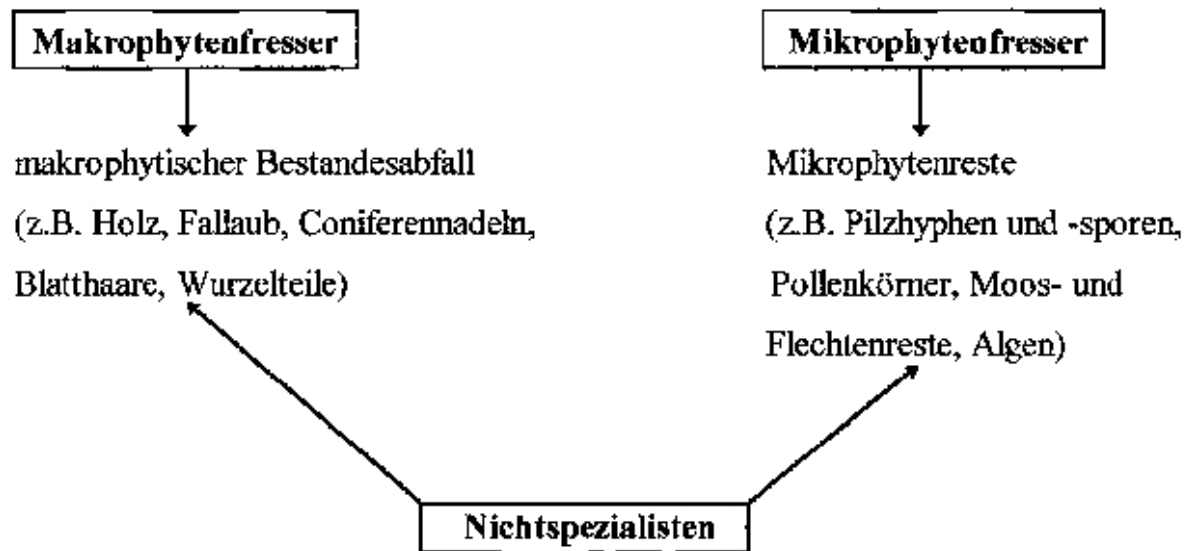 Makrophytenfresser
makrophytischer Bestandesabfall
(z.B. Holz, Fallaub, Coniferennadeln,
Blatthaare, Wurzelteile)
Mikrophytenfresser
Mikrophytenreste
(z.B. Pilzhyphen und -sporen,
Pollenkörner, Moos- und
Flechtenreste, Algen)
Nichtspezialisten